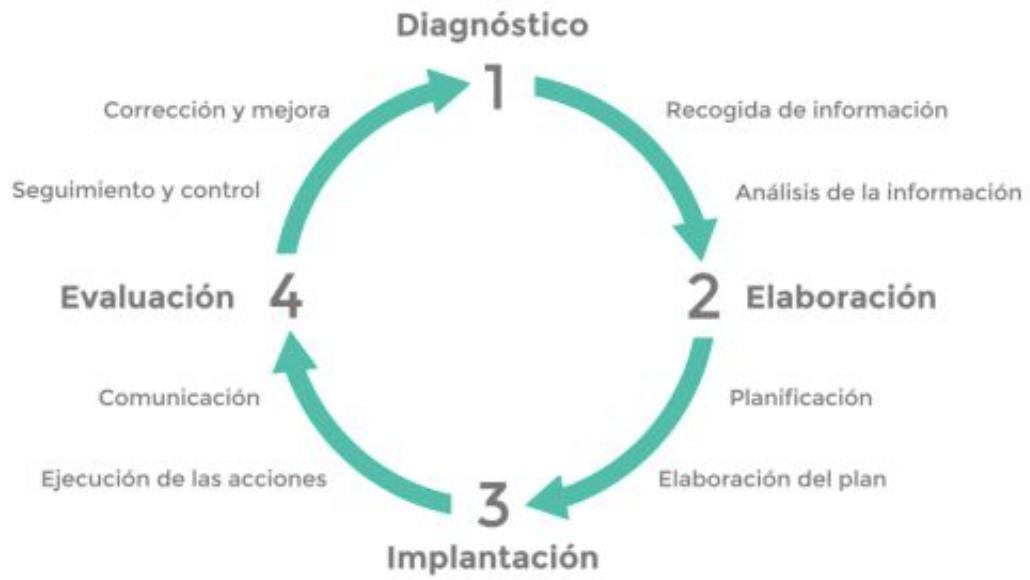 Diagnóstico
1
Recogida de información
Análisis de la información
2 Elaboración
Planificación
Elaboración del plan
3
Implantación
Ejecución de las acciones
Comunicación
Evaluación 4
Seguimiento y control
Corrección y mejora